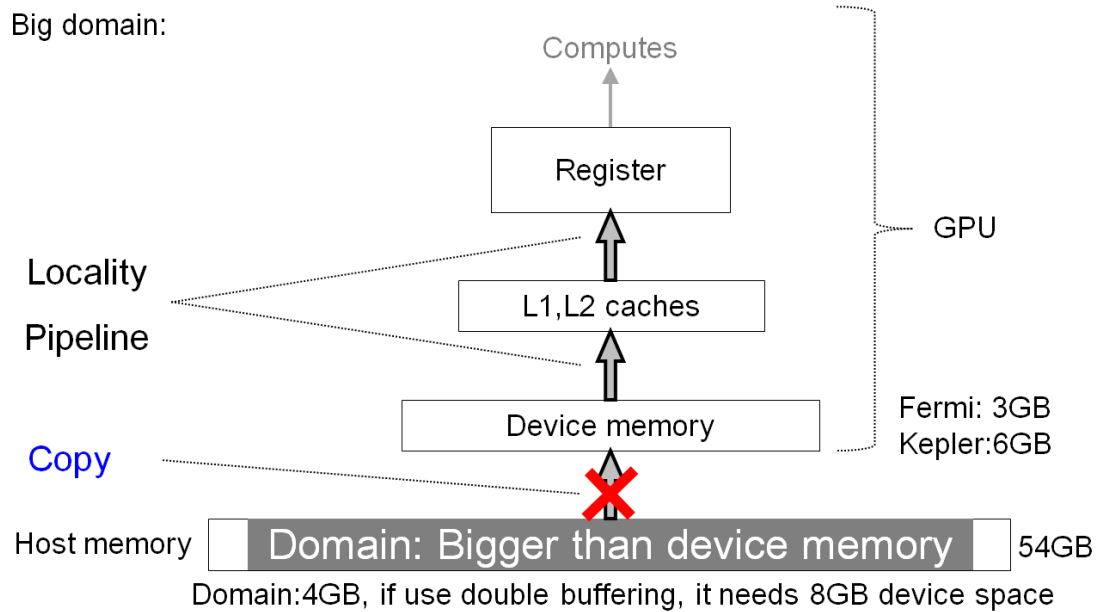 Big domain:
Computes
Register
GPU
Locality
L1,L2 caches
Pipeline
Device memory
Fermi: 3GB
Kepler:6GB
Copy
Host memory
Domain: Bigger than device memory
54GB
Domain:4GB, if use double buffering, it needs 8GB device space